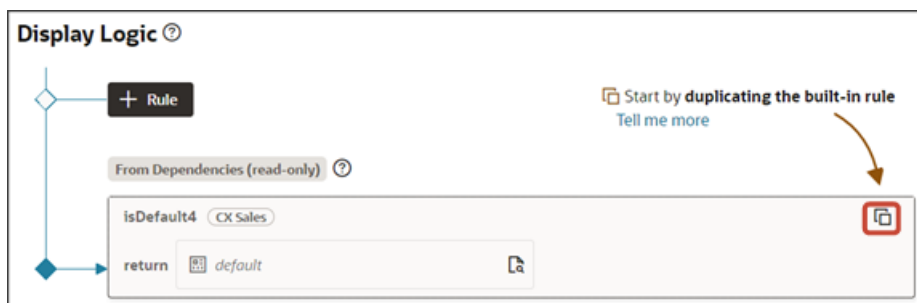 Display Logic
+ Rule
Start by duplicating the built-in rule
Tell me more
From Dependencies (read-only)
isDefault4 CX Sales
return default